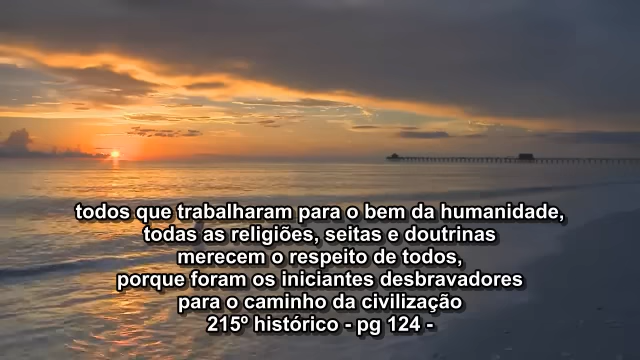 todos que trabalharam para o bem da humanidade,
todas as religiões, seitas e doutrinas
merecem o respeito de todos,
porque foram os iniciantes desbravadores
para o caminho da civilização
215º histórico - pg 124 -